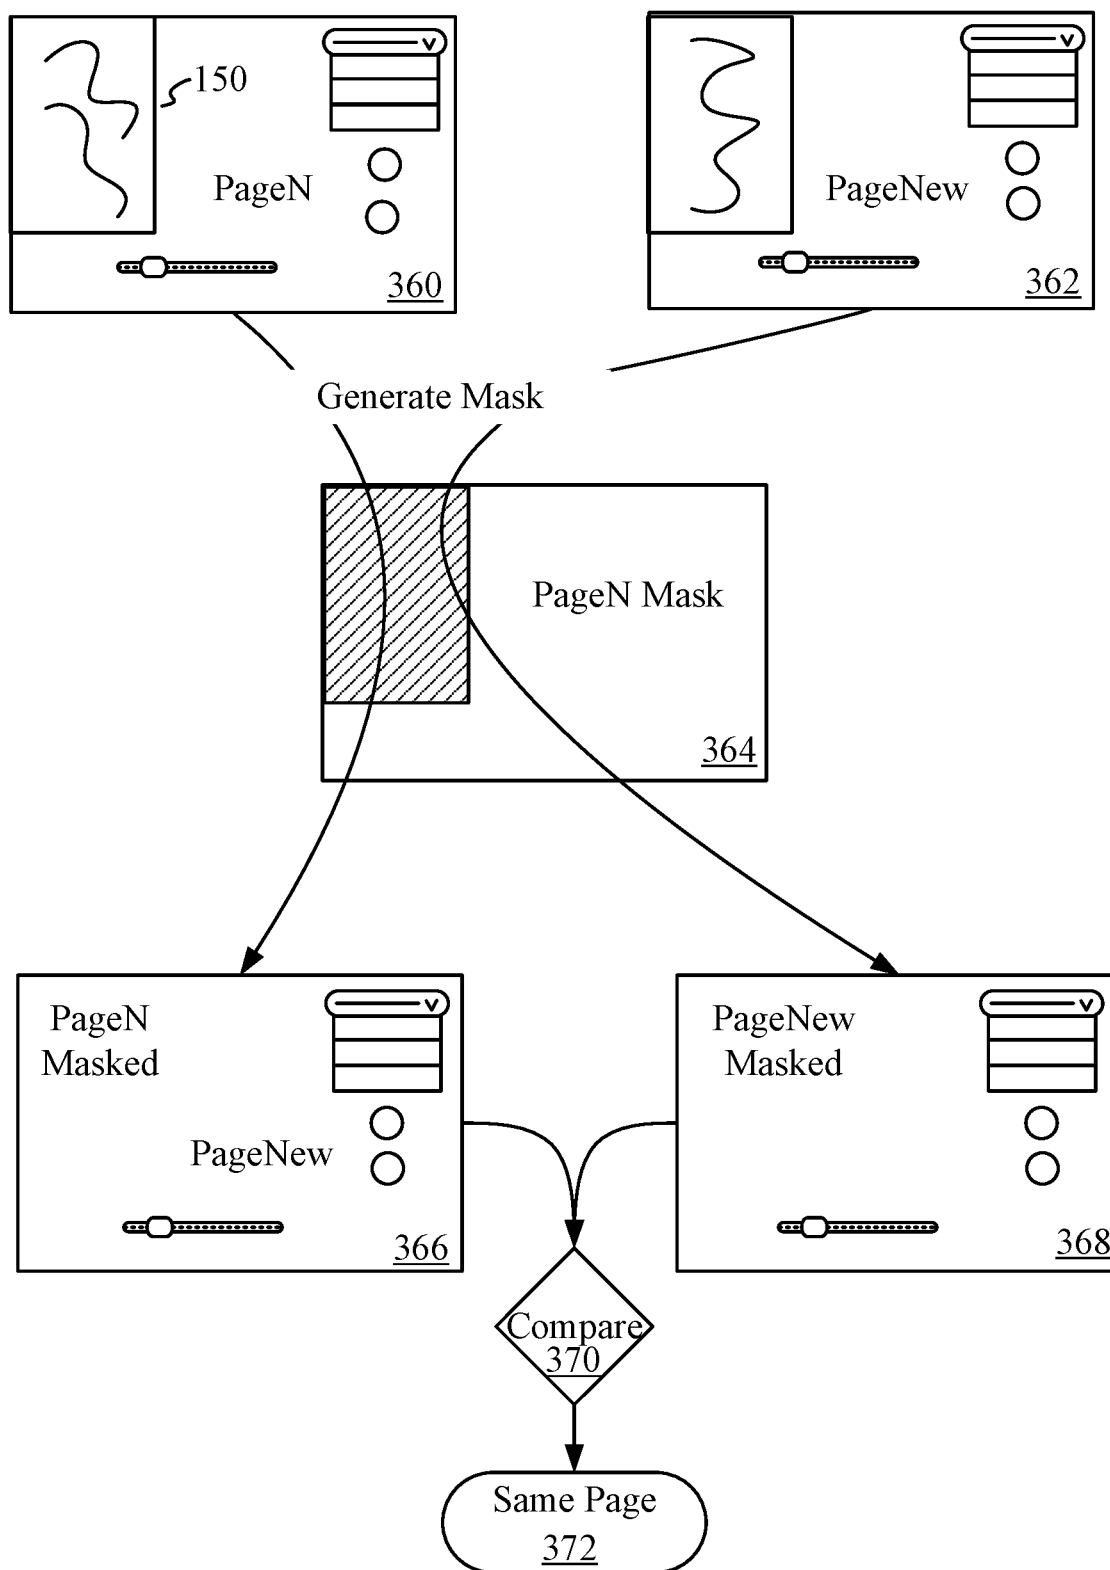 150
PageN
360
PageNew
362
Generate Mask
PageN Mask
364
PageN
Masked
PageNew
366
PageNew
Masked
368
Compare
370
Same Page
372